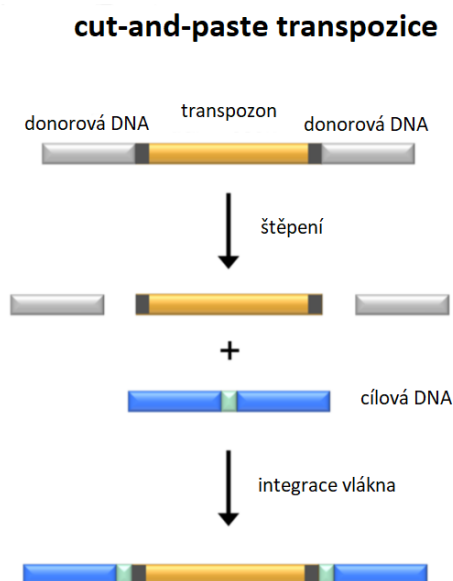 cut-and-paste transpozice
donorová DNA
transpozon
donorová DNA
štěpení
+
cílová DNA
integrace vlákna